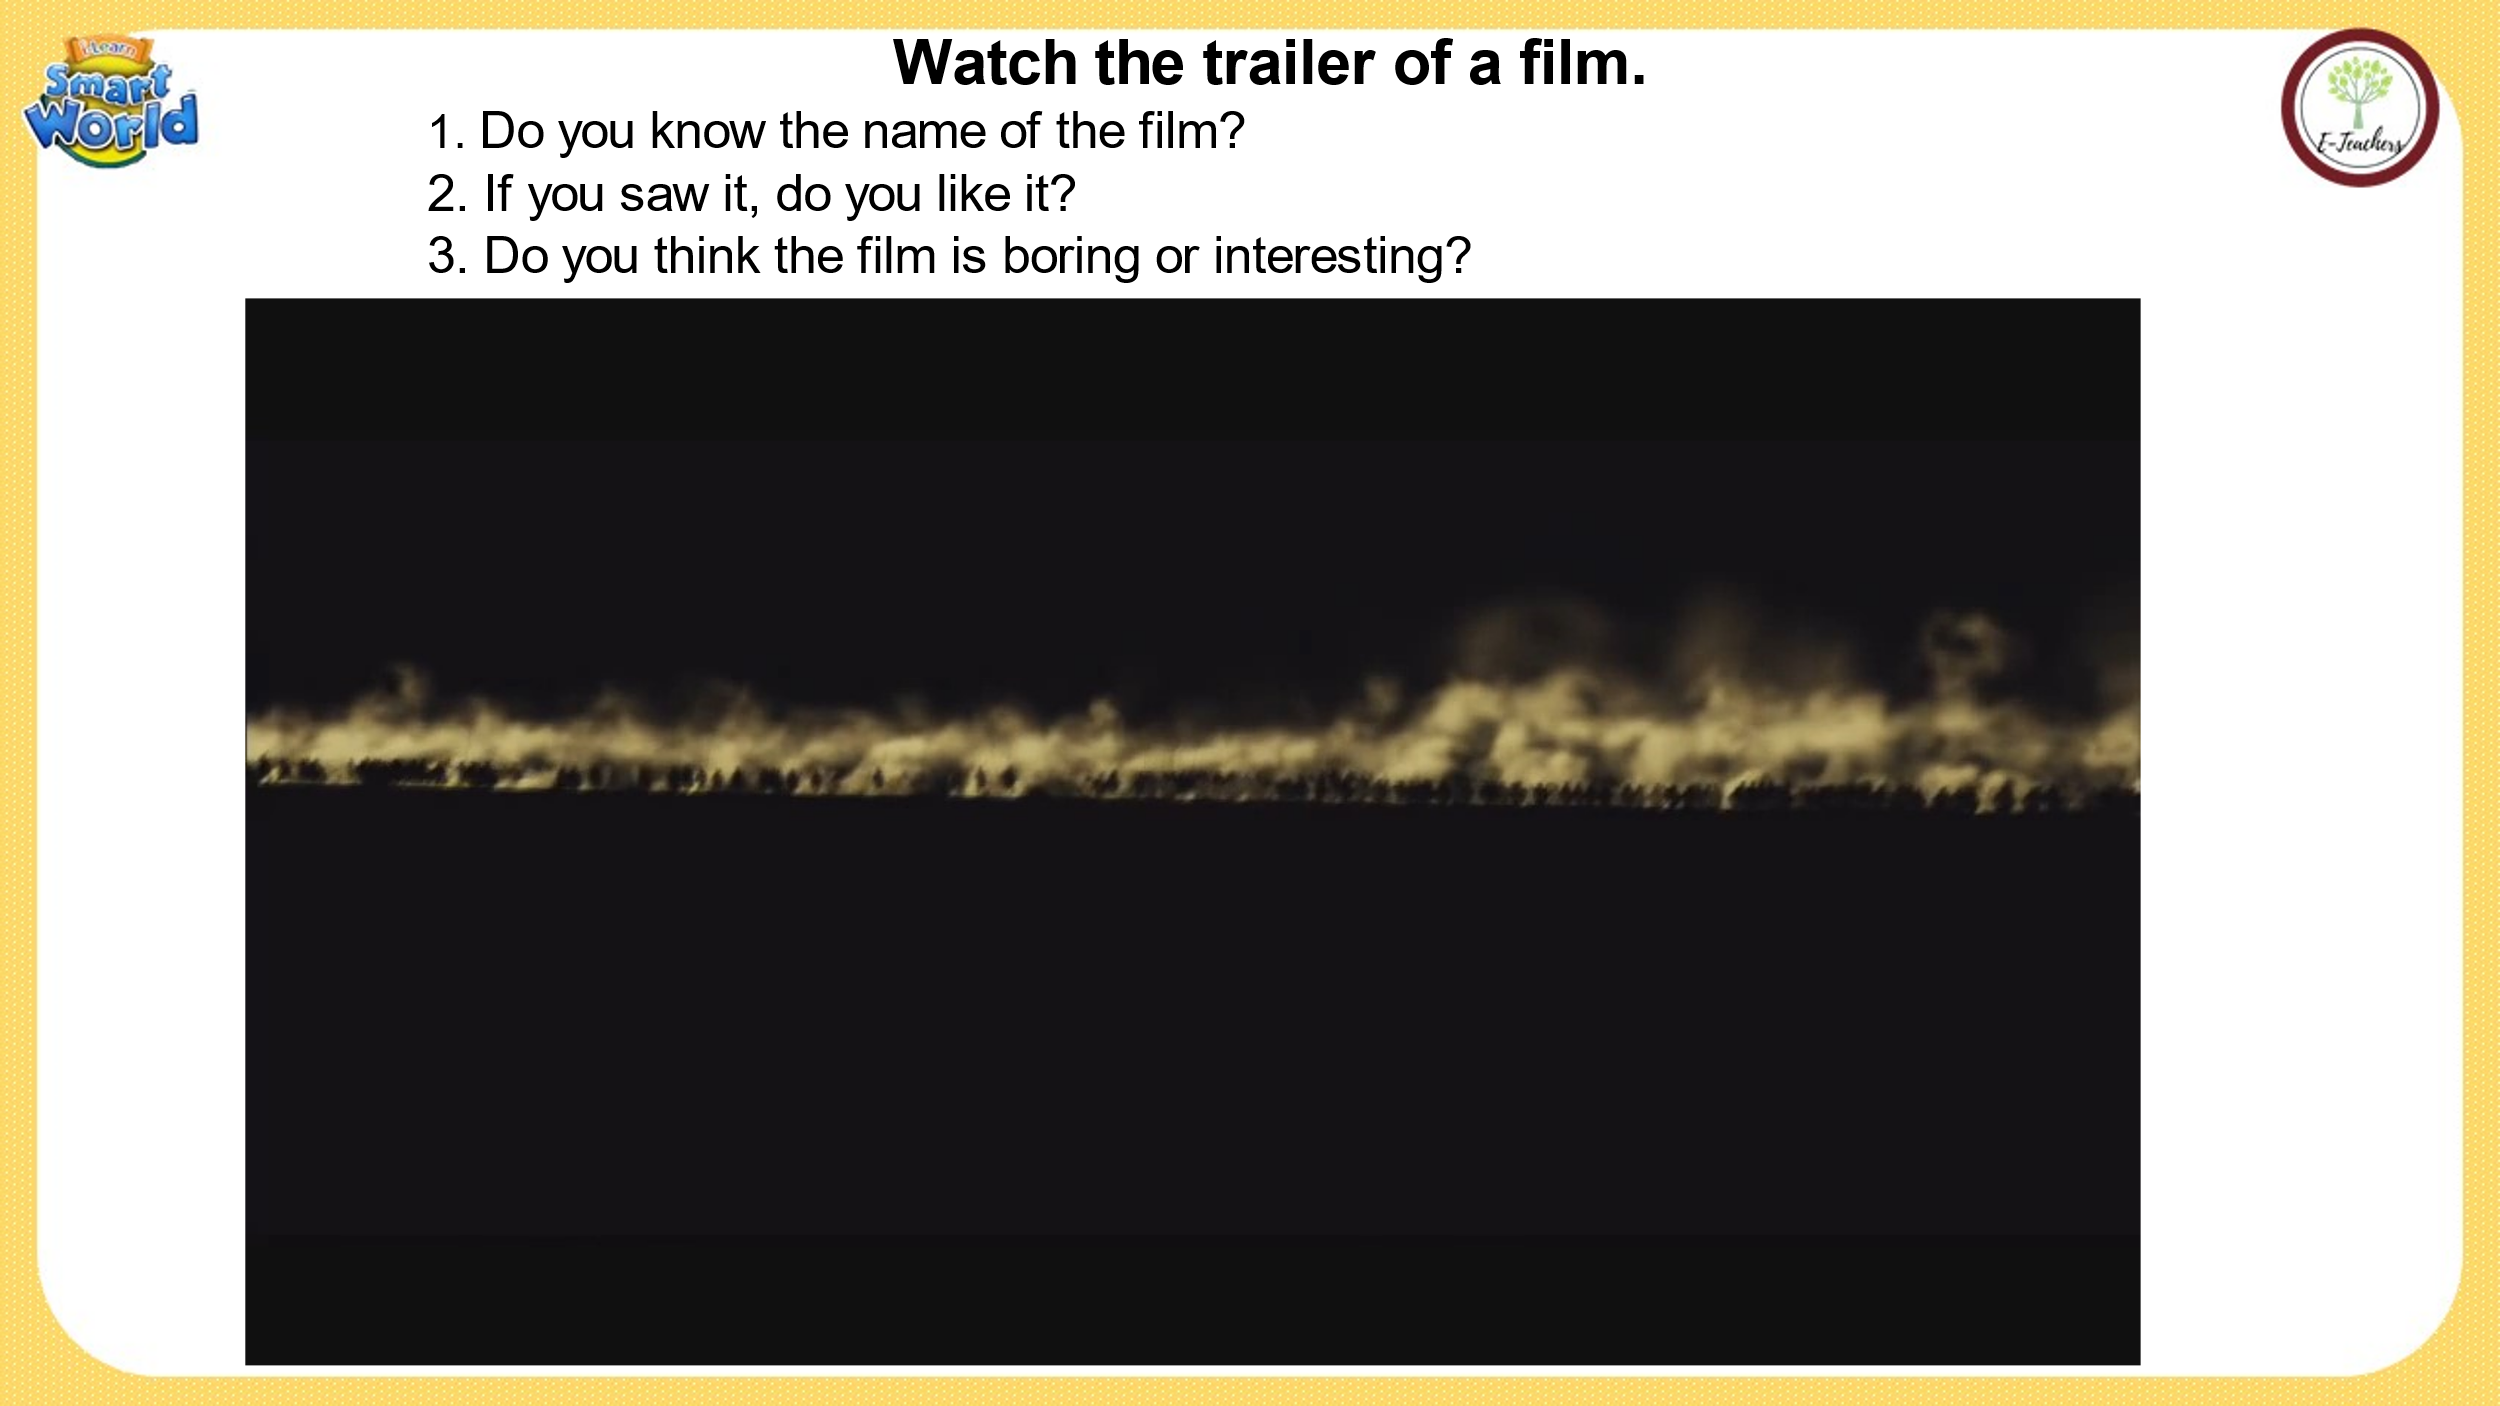 i-Learn
Smart
World
Watch the trailer of a film.
1. Do you know the name of the film?
2. If you saw it, do you like it?
3. Do you think the film is boring or interesting?
E-Teachers